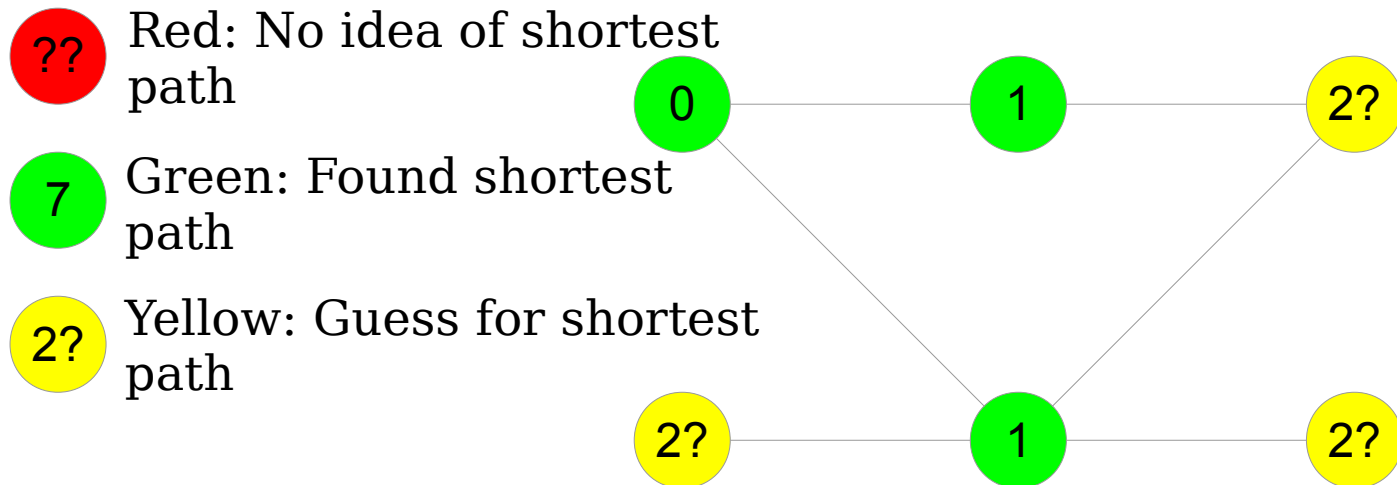 ??
Red: No idea of shortest
path
0
1
2?
7
Green: Found shortest
path
2?
Yellow: Guess for shortest
path
2?
1
2?